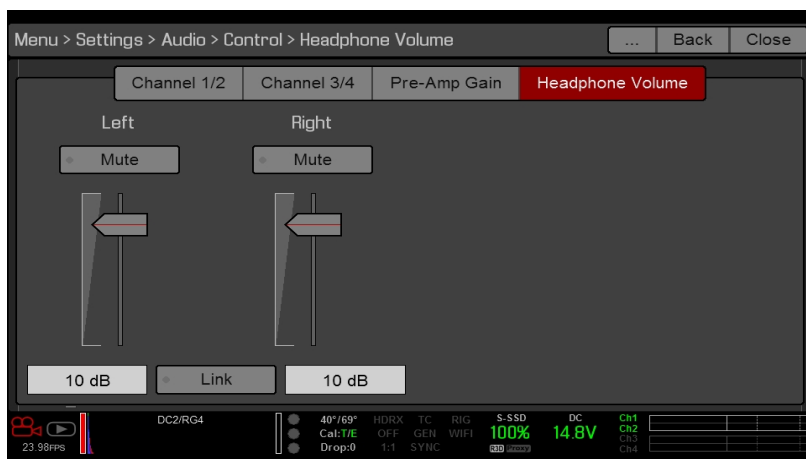 Menu > Settings > Audio > Control > Headphone Volume ... Back Close
Channel 1/2 Channel 3/4 Pre-Amp Gain Headphone Volume
Left Right
Mute Mute
10 dB Link 10 dB
DC2/RG4 40°/69° HDRX TC RIG S-SSD DC Ch1
Cal:T/E OFF GEN WIFI 100% 14.8V Ch2
23.98FPS Drop:0 1:1 SYNC R3D Proxy Ch3
Ch4